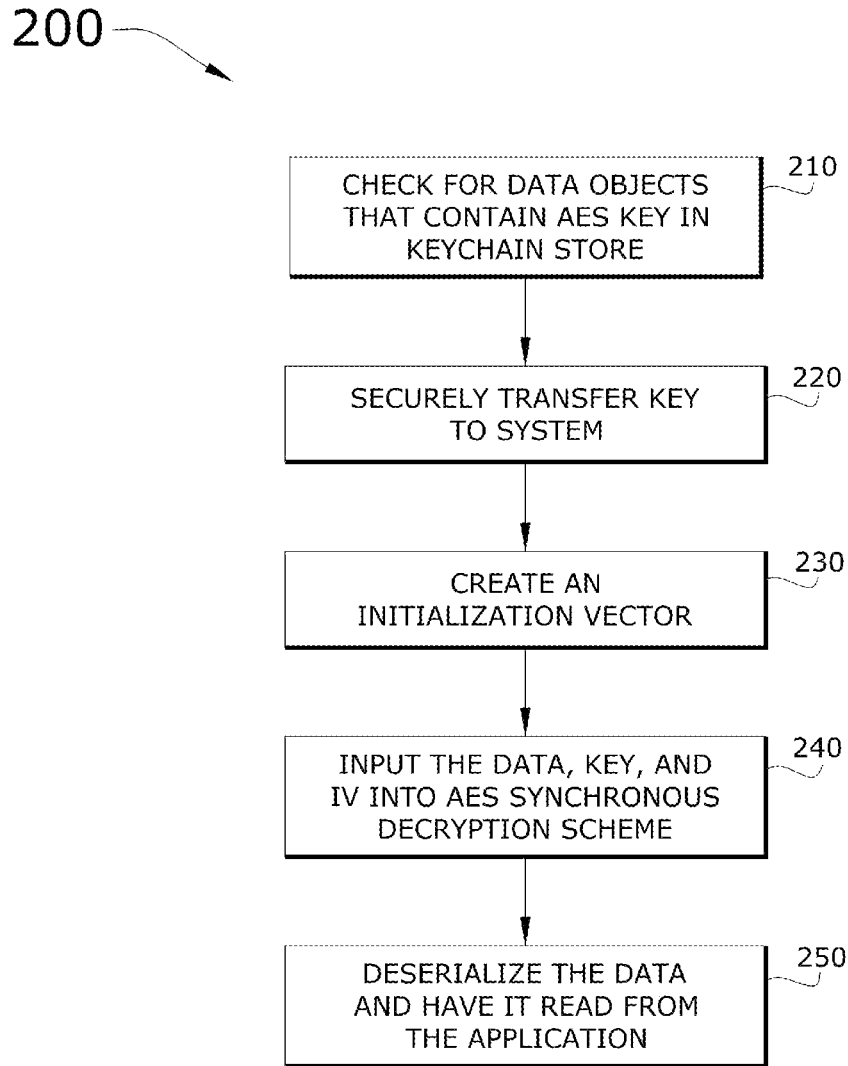 200
210
CHECK FOR DATA OBJECTS
THAT CONTAIN AES KEY IN
KEYCHAIN STORE
220
SECURELY TRANSFER KEY
TO SYSTEM
230
CREATE AN
INITIALIZATION VECTOR
240
INPUT THE DATA, KEY, AND
IV INTO AES SYNCHRONOUS
DECRYPTION SCHEME
250
DESERIALIZE THE DATA
AND HAVE IT READ FROM
THE APPLICATION